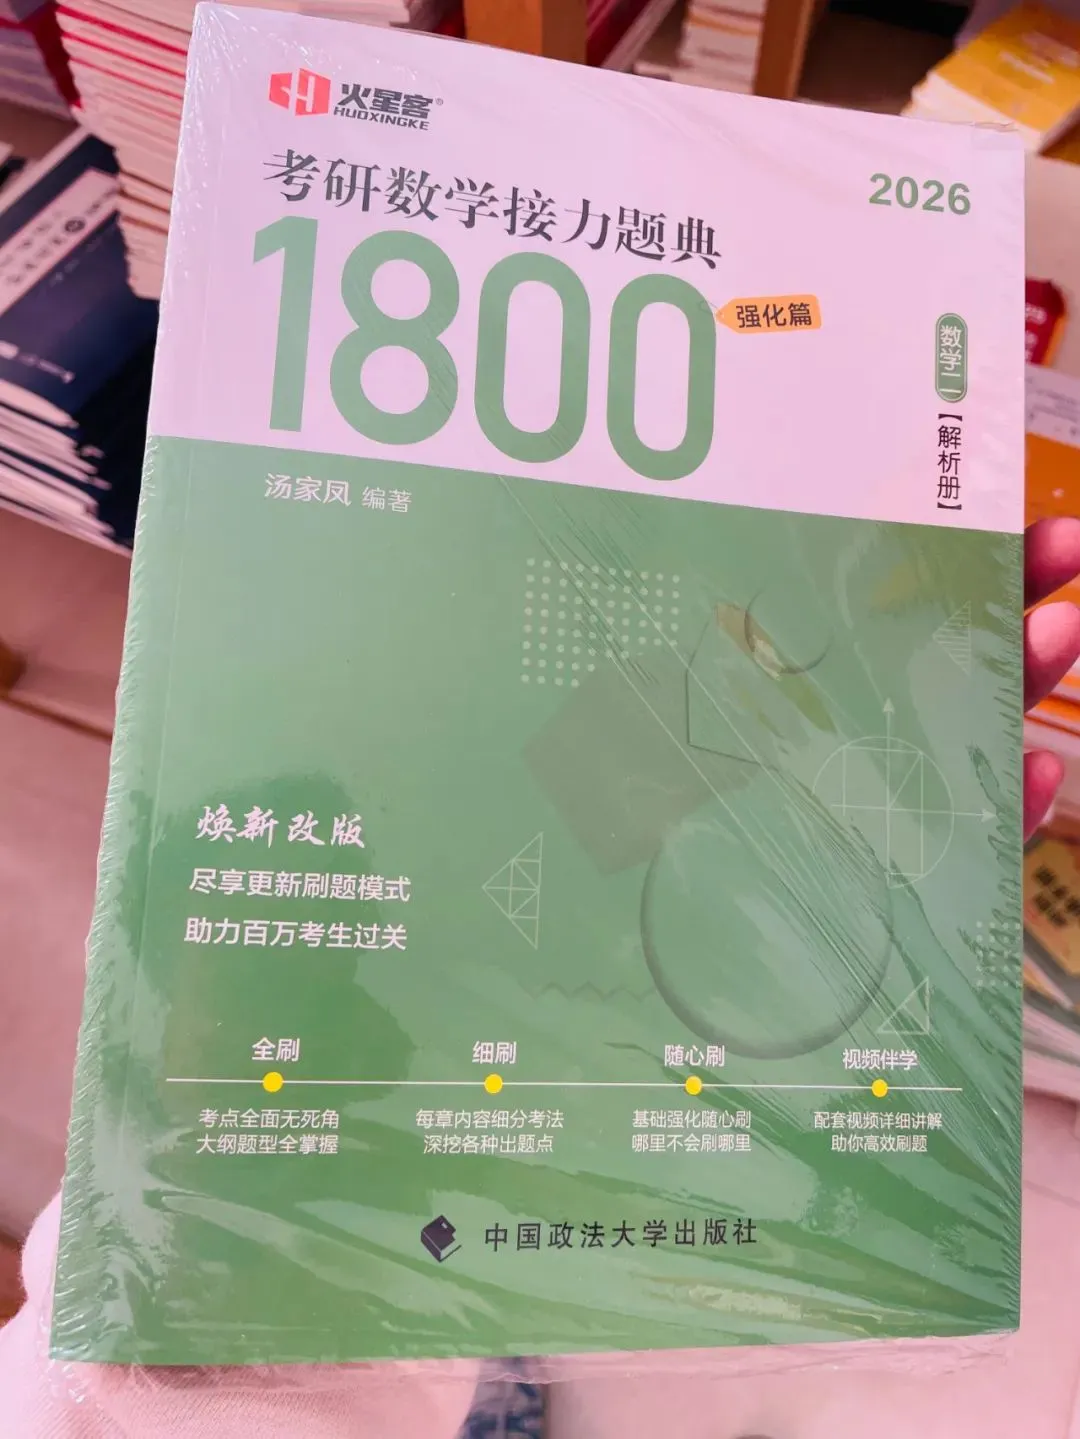 火星客®
HUOXINGKE
考研数学接力题典
2026
1800
强化篇
数学二
【解析册】
汤家凤 编著
焕新改版
尽享更新刷题模式
助力百万考生过关
全刷
考点全面无死角
大纲题型全掌握
细刷
每章内容细分考法
深挖各种出题点
随心刷
基础强化随心刷
哪里不会刷哪里
视频伴学
配套视频详细讲解
助你高效刷题
中国政法大学出版社